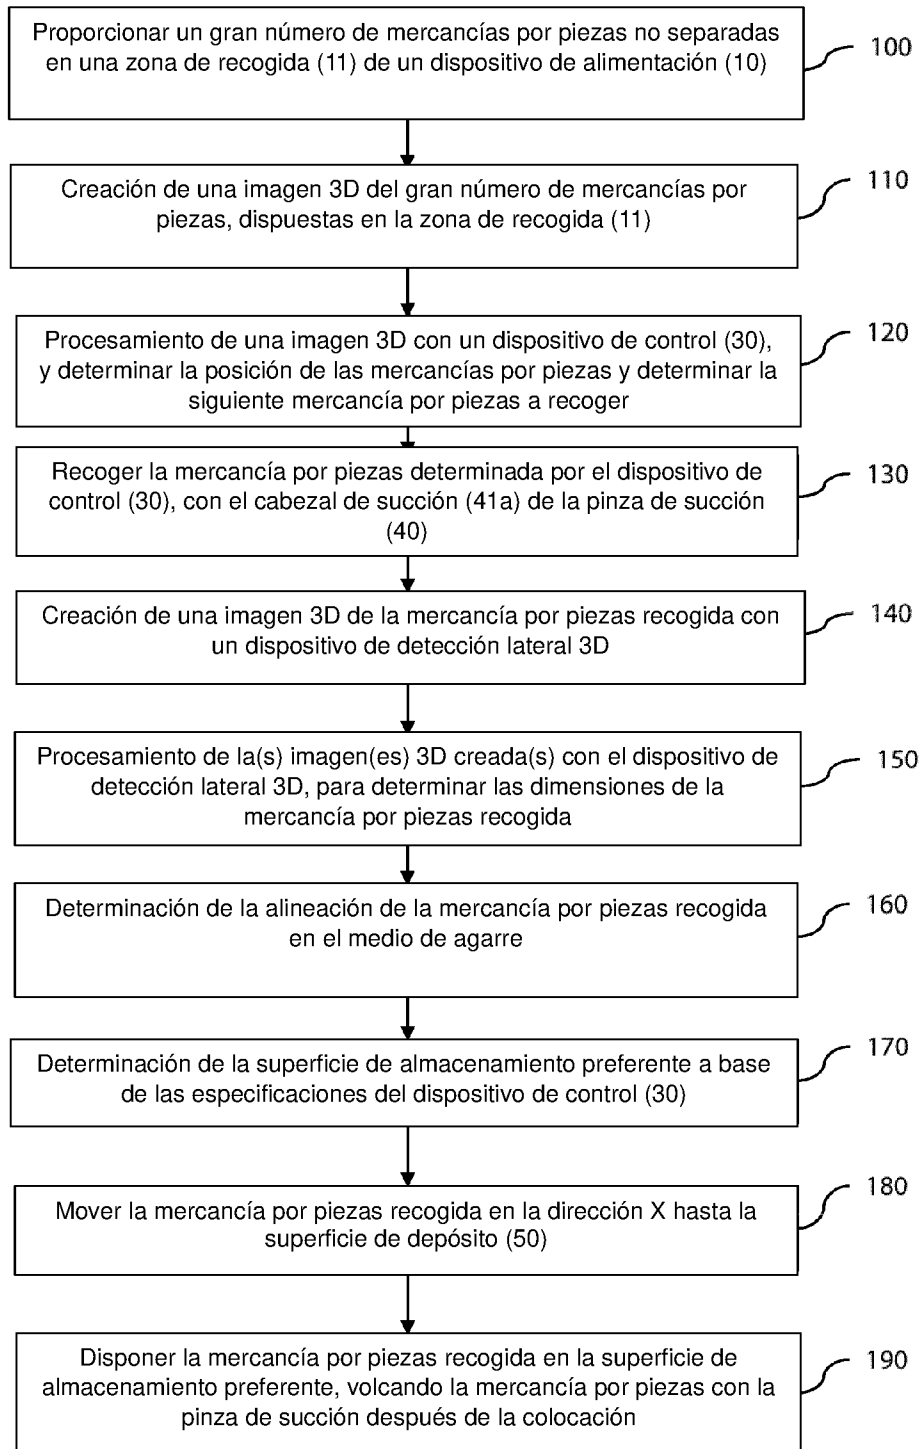 Proporcionar un gran número de mercancías por piezas no separadas
en una zona de recogida (11) de un dispositivo de alimentación (10)
100
Creación de una imagen 3D del gran número de mercancías por
piezas, dispuestas en la zona de recogida (11)
110
Procesamiento de una imagen 3D con un dispositivo de control (30),
y determinar la posición de las mercancías por piezas y determinar la
siguiente mercancía por piezas a recoger
120
Recoger la mercancía por piezas determinada por el dispositivo de
control (30), con el cabezal de succión (41a) de la pinza de succión
(40)
130
Creación de una imagen 3D de la mercancía por piezas recogida con
un dispositivo de detección lateral 3D
140
Procesamiento de la(s) imagen(es) 3D creada(s) con el dispositivo de
detección lateral 3D, para determinar las dimensiones de la
mercancía por piezas recogida
150
Determinación de la alineación de la mercancía por piezas recogida
en el medio de agarre
160
Determinación de la superficie de almacenamiento preferente a base
de las especificaciones del dispositivo de control (30)
170
Mover la mercancía por piezas recogida en la dirección X hasta la
superficie de depósito (50)
180
Disponer la mercancía por piezas recogida en la superficie de
almacenamiento preferente, volcando la mercancía por piezas con la
pinza de succión después de la colocación
190